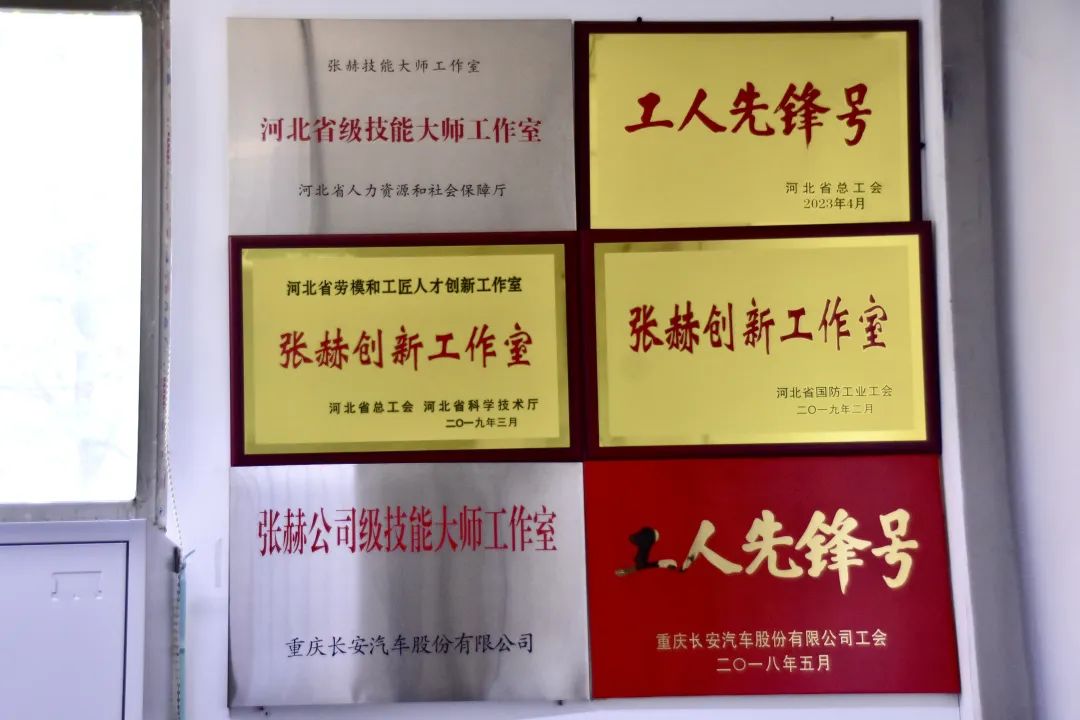 张赫技能大师工作室
河北省级技能大师工作室
河北省人力资源和社会保障厅
工人先锋号
河北省总工会
2023年4月
河北省劳模和工匠人才创新工作室
张赫创新工作室
河北省总工会 河北省科学技术厅
二〇一九年三月
张赫创新工作室
河北省国防工业工会
二〇一九年二月
张赫公司级技能大师工作室
重庆长安汽车股份有限公司
工人先锋号
重庆长安汽车股份有限公司工会
二〇一八年五月